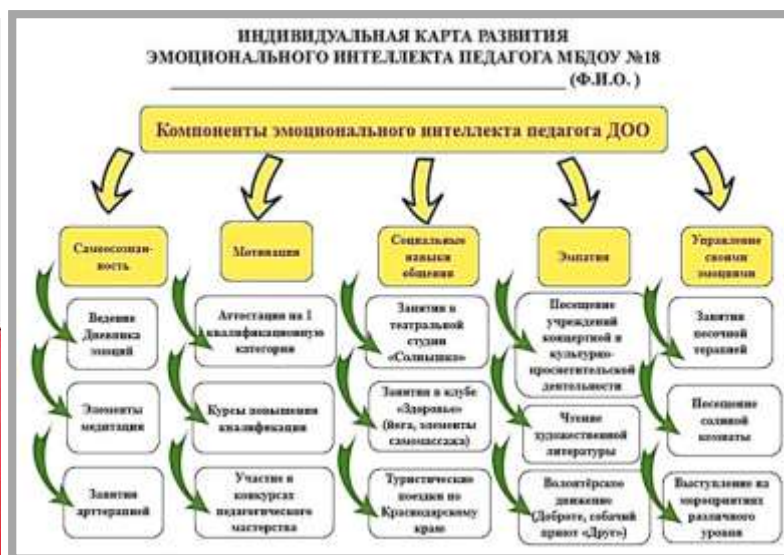 ИНДИВИДУАЛЬНАЯ КАРТА РАЗВИТИЯ
ЭМОЦИОНАЛЬНОГО ИНТЕЛЛЕКТА ПЕДАГОГА МБДОУ №18
(Ф.И.О. )
Компоненты эмоционального интеллекта педагога ДОО
Самоосознан-
ность
Ведение
Дневника
эмоций
Элементы
медитации
Занятия
арттерапией
Мотивация
Аттестация на I
квалификационную
категорию
Курсы повышения
квалификации
Участие в
конкурсах
педагогического
мастерства
Социальные
навыки
общения
Занятия в
театральной
студии
«Солнышко»
Занятия в клубе
«Здоровье»
(йога, элементы
самомассажа)
Туристические
поездки по
Краснодарскому
краю
Эмпатия
Посещение
учреждений
концертной и
культурно-
просветительской
деятельности
Чтение
художественной
литературы
Волонтёрское
движение
(Доброте, собачий
приют «Друг»)
Управление
своими
эмоциями
Занятия
песочной
терапией
Посещение
соляной
комнаты
Выступление на
мероприятиях
различного
уровня